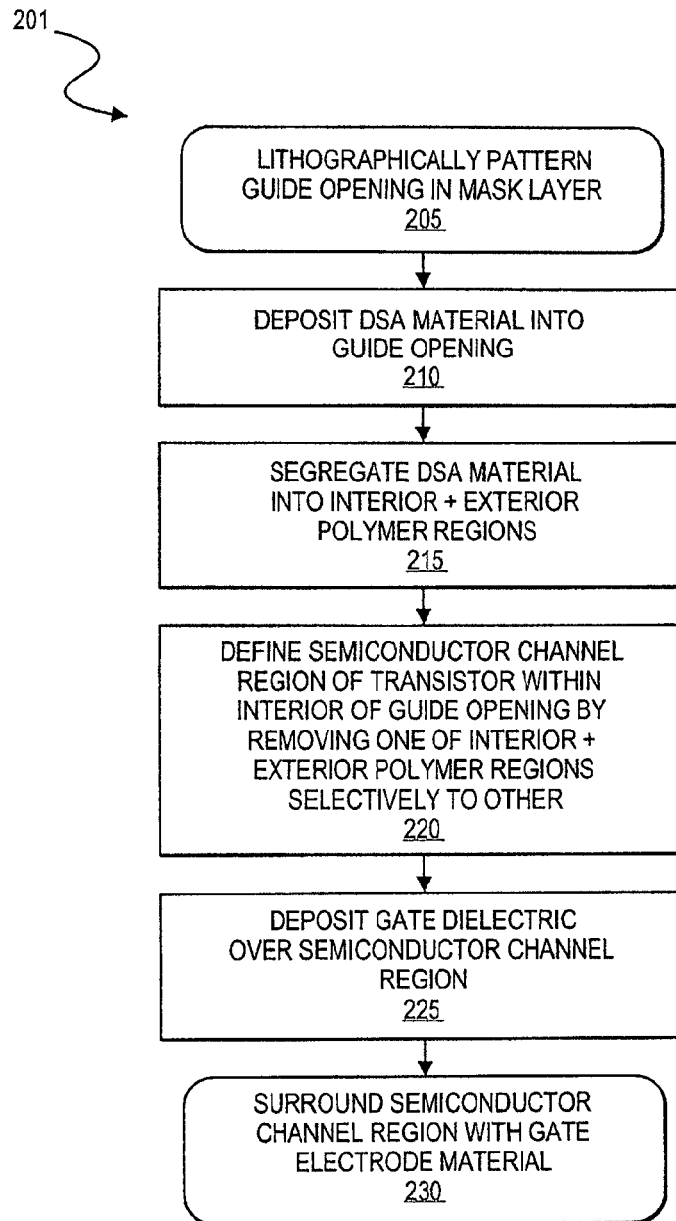 201
LITHOGRAPHICALLY PATTERN
GUIDE OPENING IN MASK LAYER
205
DEPOSIT DSA MATERIAL INTO
GUIDE OPENING
210
SEGREGATE DSA MATERIAL
INTO INTERIOR + EXTERIOR
POLYMER REGIONS
215
DEFINE SEMICONDUCTOR CHANNEL
REGION OF TRANSISTOR WITHIN
INTERIOR OF GUIDE OPENING BY
REMOVING ONE OF INTERIOR +
EXTERIOR POLYMER REGIONS
SELECTIVELY TO OTHER
220
DEPOSIT GATE DIELECTRIC
OVER SEMICONDUCTOR CHANNEL
REGION
225
SURROUND SEMICONDUCTOR
CHANNEL REGION WITH GATE
ELECTRODE MATERIAL
230